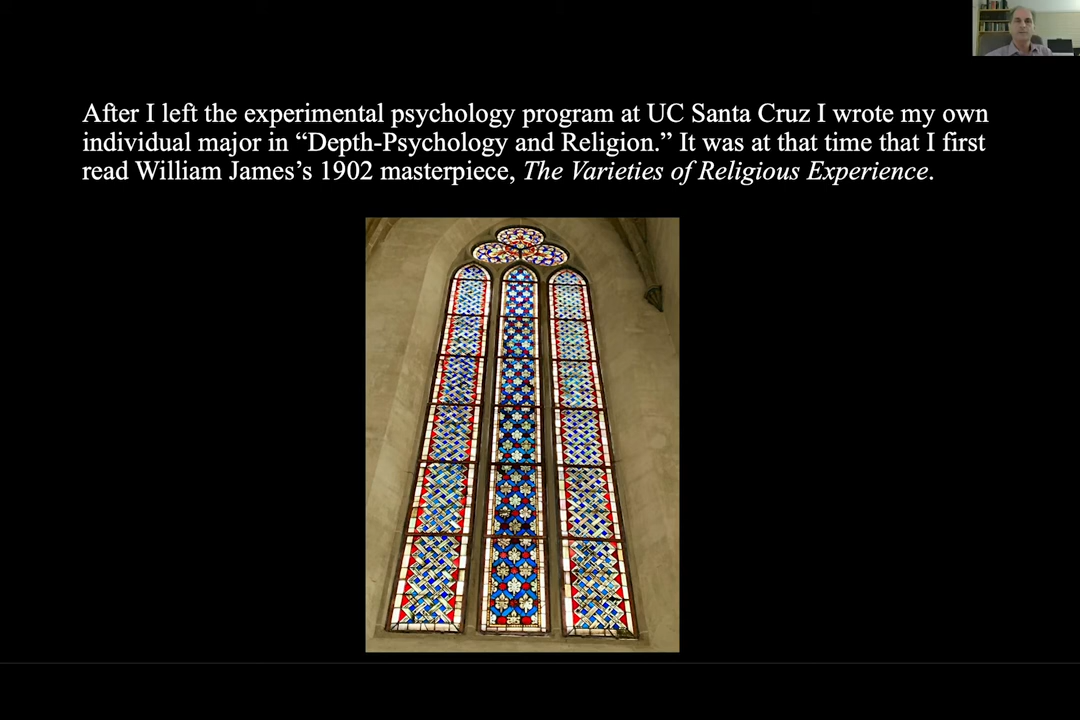 After I left the experimental psychology program at UC Santa Cruz I wrote my own
individual major in “Depth-Psychology and Religion.” It was at that time that I first
read William James’s 1902 masterpiece, The Varieties of Religious Experience.